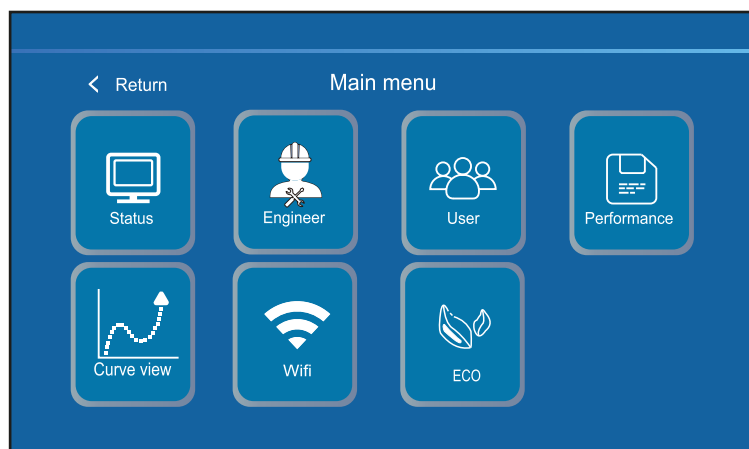 Return
Main menu
Status
Engineer
User
Performance
Curve view
Wifi
ECO